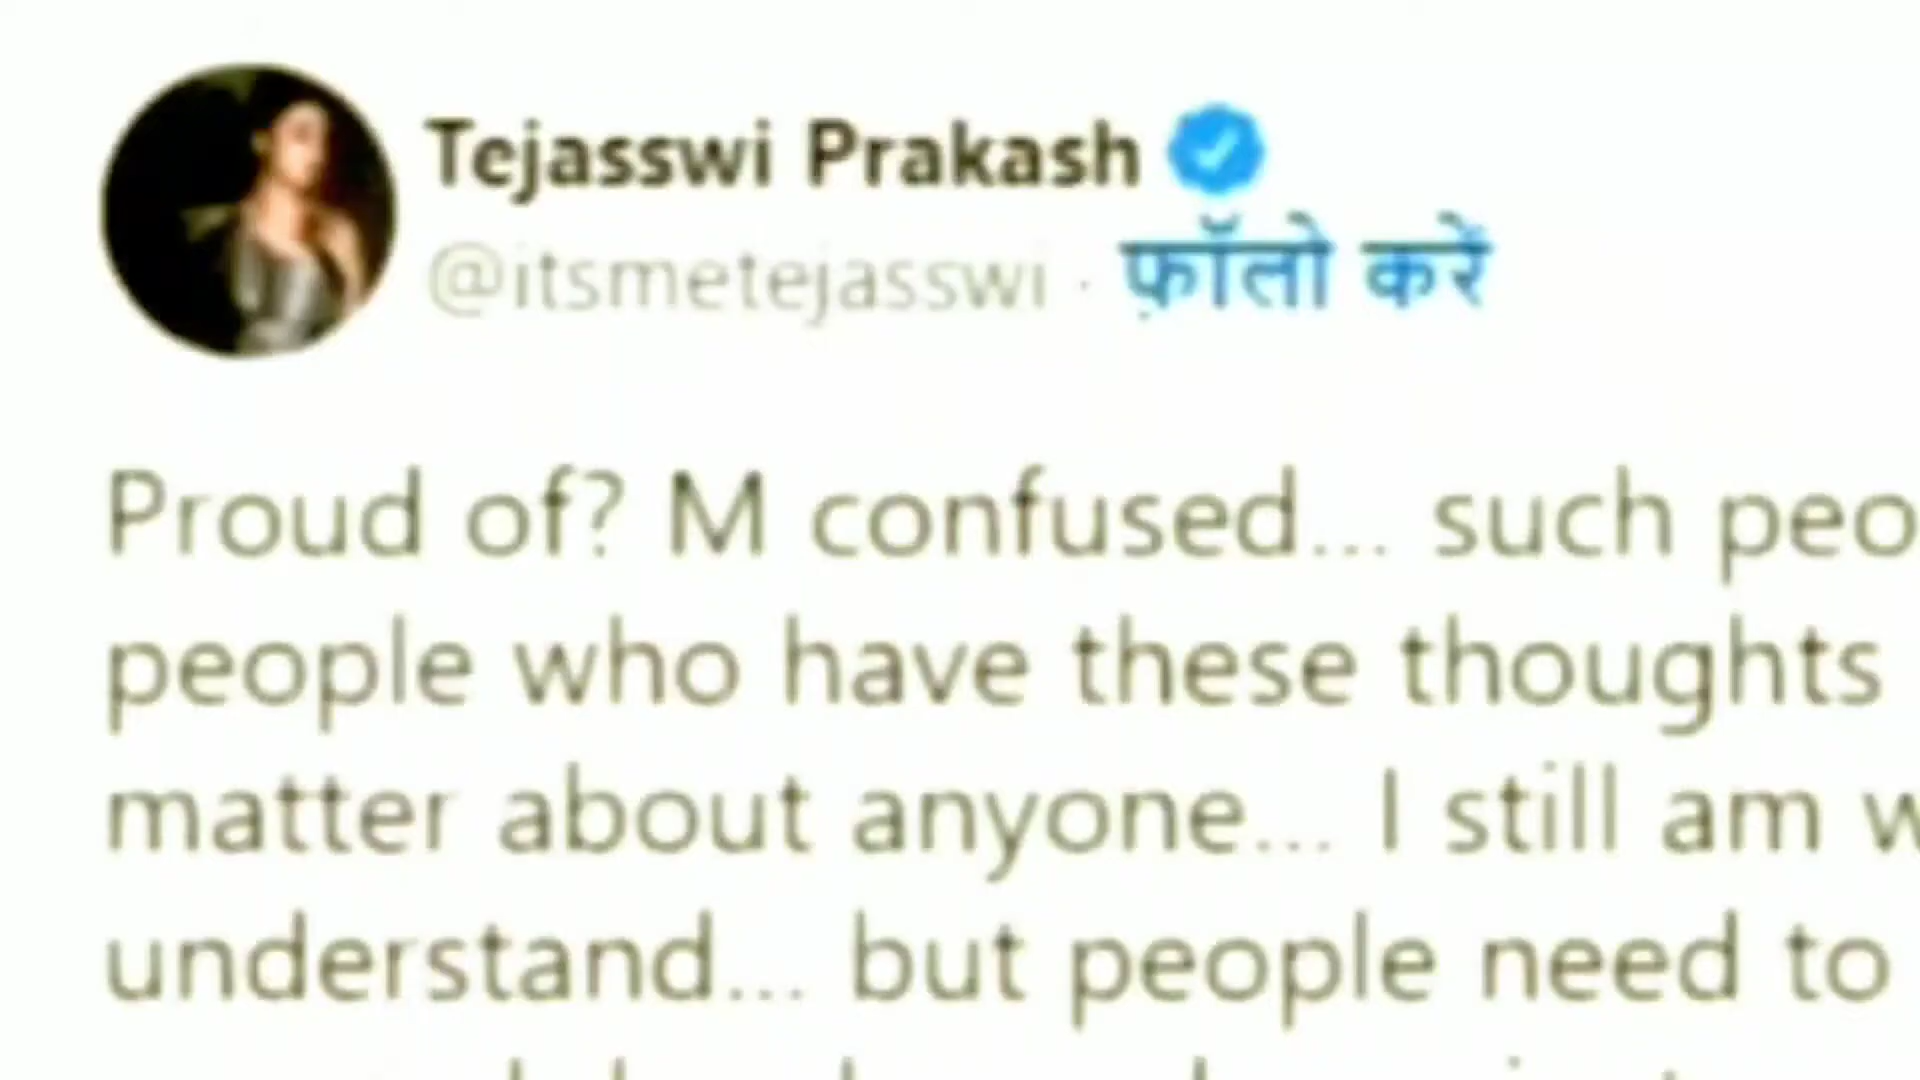 Tejasswi Prakash
@itsmetejasswi · फ़ॉलो करें
Proud of? M confused... such peo
people who have these thoughts
matter about anyone... I still am w
understand... but people need to